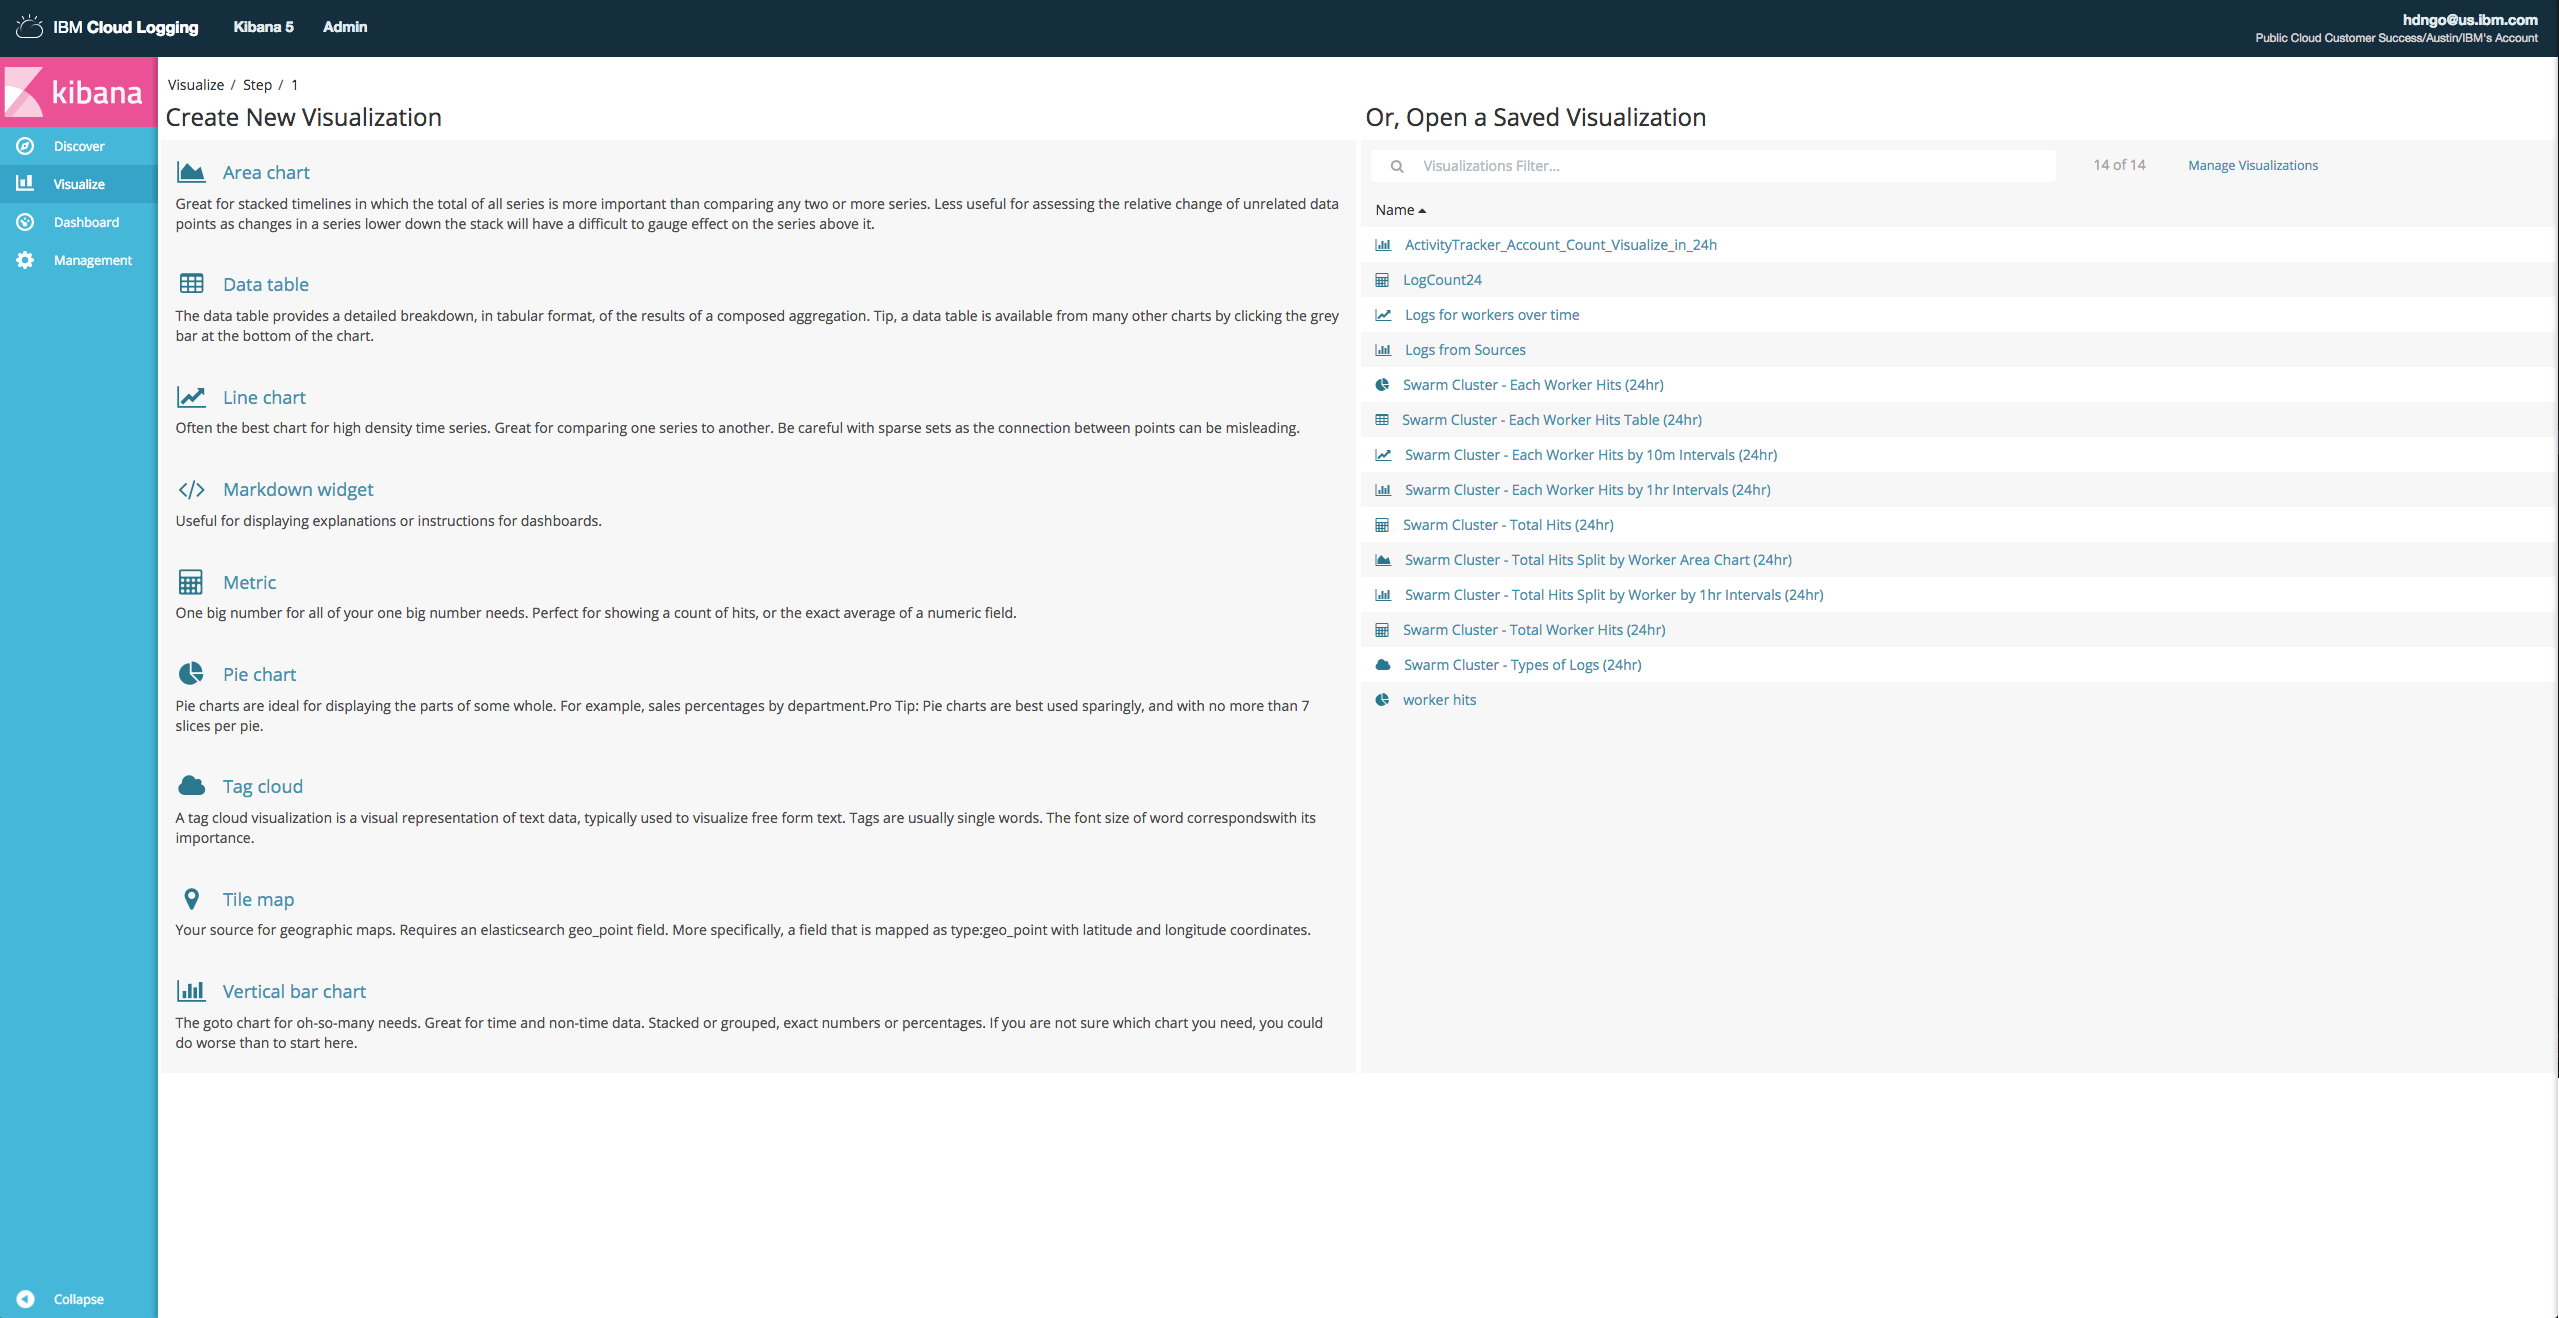 IBM Cloud Logging Kibana 5 Admin
hdngo@us.ibm.com
Public Cloud Customer Success/Austin/IBM's Account
kibana
Discover
Visualize
Dashboard
Management
Collapse
Visualize / Step / 1
Create New Visualization
Area chart
Great for stacked timelines in which the total of all series is more important than comparing any two or more series. Less useful for assessing the relative change of unrelated data
points as changes in a series lower down the stack will have a difficult to gauge effect on the series above it.
Data table
The data table provides a detailed breakdown, in tabular format, of the results of a composed aggregation. Tip, a data table is available from many other charts by clicking the grey
bar at the bottom of the chart.
Line chart
Often the best chart for high density time series. Great for comparing one series to another. Be careful with sparse sets as the connection between points can be misleading.
Markdown widget
Useful for displaying explanations or instructions for dashboards.
Metric
One big number for all of your one big number needs. Perfect for showing a count of hits, or the exact average of a numeric field.
Pie chart
Pie charts are ideal for displaying the parts of some whole. For example, sales percentages by department.Pro Tip: Pie charts are best used sparingly, and with no more than 7
slices per pie.
Tag cloud
A tag cloud visualization is a visual representation of text data, typically used to visualize free form text. Tags are usually single words. The font size of word correspondswith its
importance.
Tile map
Your source for geographic maps. Requires an elasticsearch geo_point field. More specifically, a field that is mapped as type:geo_point with latitude and longitude coordinates.
Vertical bar chart
The goto chart for oh-so-many needs. Great for time and non-time data. Stacked or grouped, exact numbers or percentages. If you are not sure which chart you need, you could
do worse than to start here.
Or, Open a Saved Visualization
Visualizations Filter... 14 of 14 Manage Visualizations
Name
ActivityTracker_Account_Count_Visualize_in_24h
LogCount24
Logs for workers over time
Logs from Sources
Swarm Cluster - Each Worker Hits (24hr)
Swarm Cluster - Each Worker Hits Table (24hr)
Swarm Cluster - Each Worker Hits by 10m Intervals (24hr)
Swarm Cluster - Each Worker Hits by 1hr Intervals (24hr)
Swarm Cluster - Total Hits (24hr)
Swarm Cluster - Total Hits Split by Worker Area Chart (24hr)
Swarm Cluster - Total Hits Split by Worker by 1hr Intervals (24hr)
Swarm Cluster - Total Worker Hits (24hr)
Swarm Cluster - Types of Logs (24hr)
worker hits